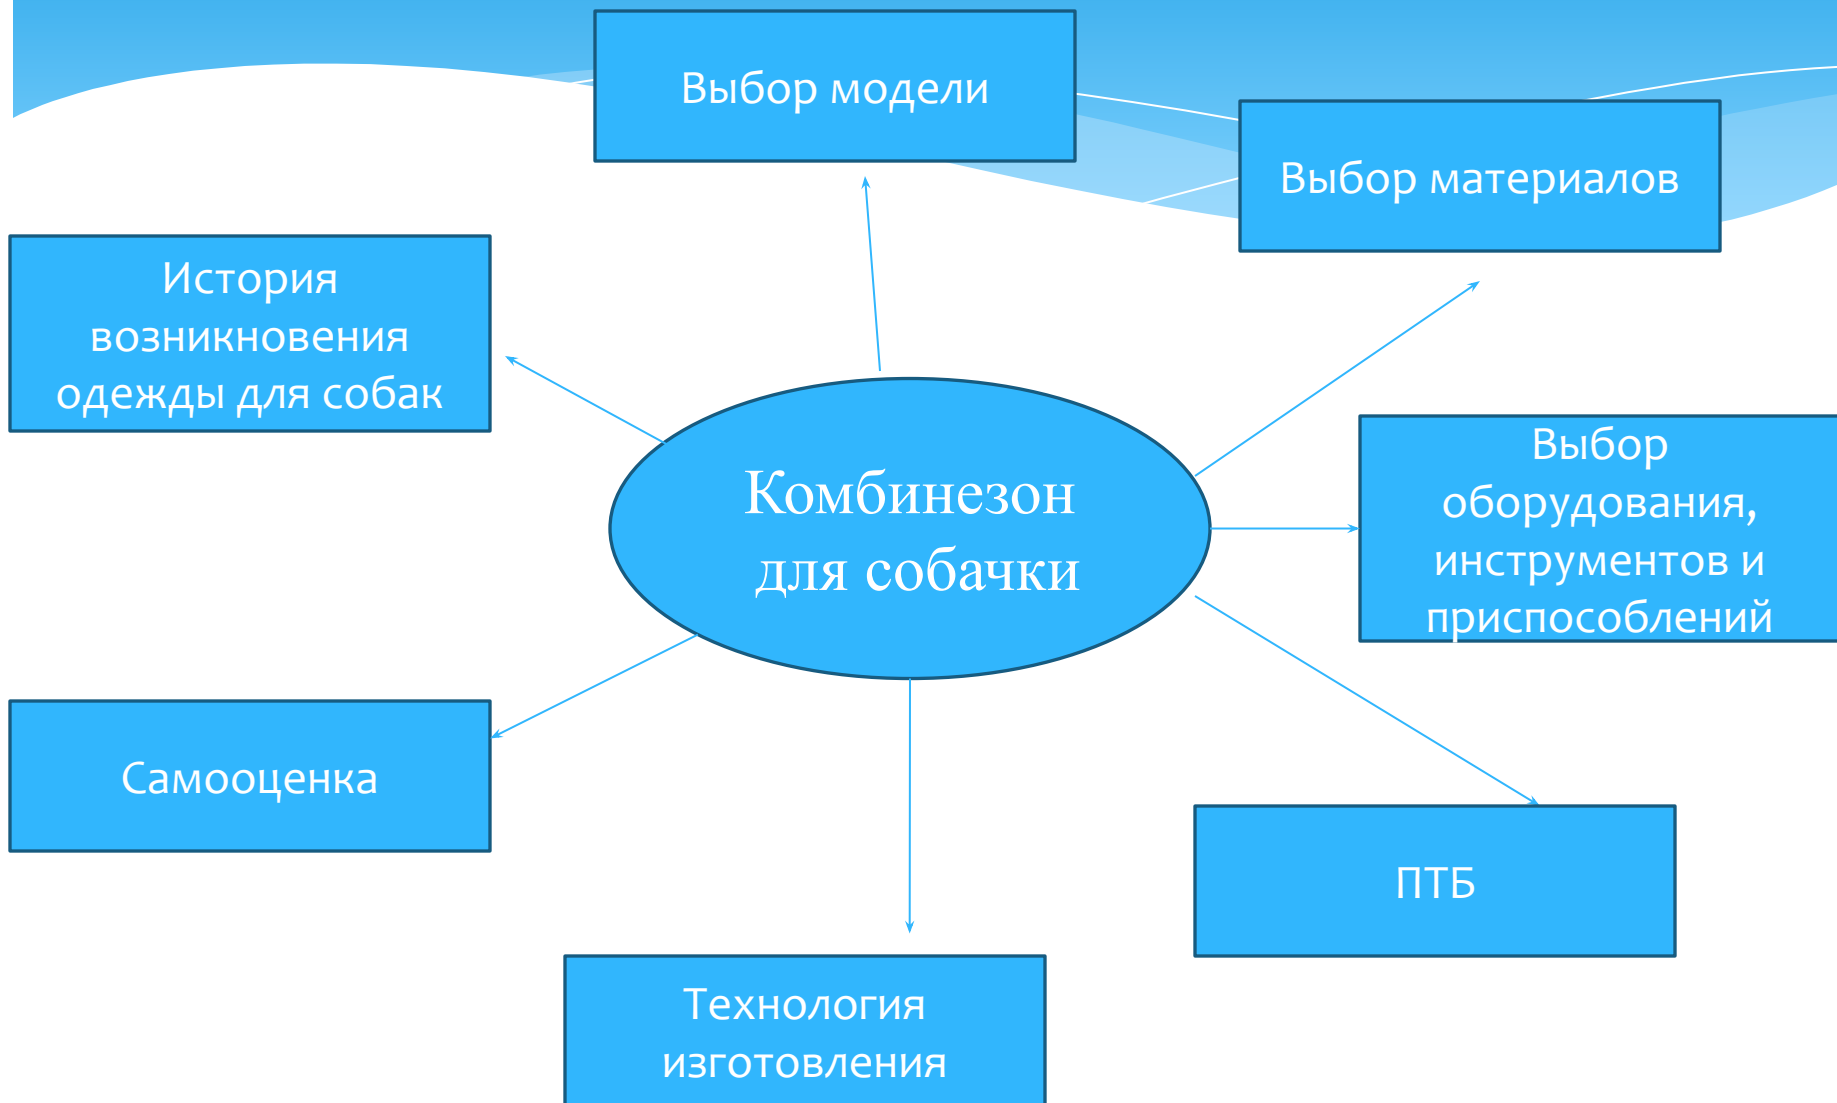 Выбор модели
Выбор материалов
История
возникновения
одежды для собак
Выбор
оборудования,
инструментов и
приспособлений
Комбинезон
для собачки
Самооценка
ПТБ
Технология
изготовления